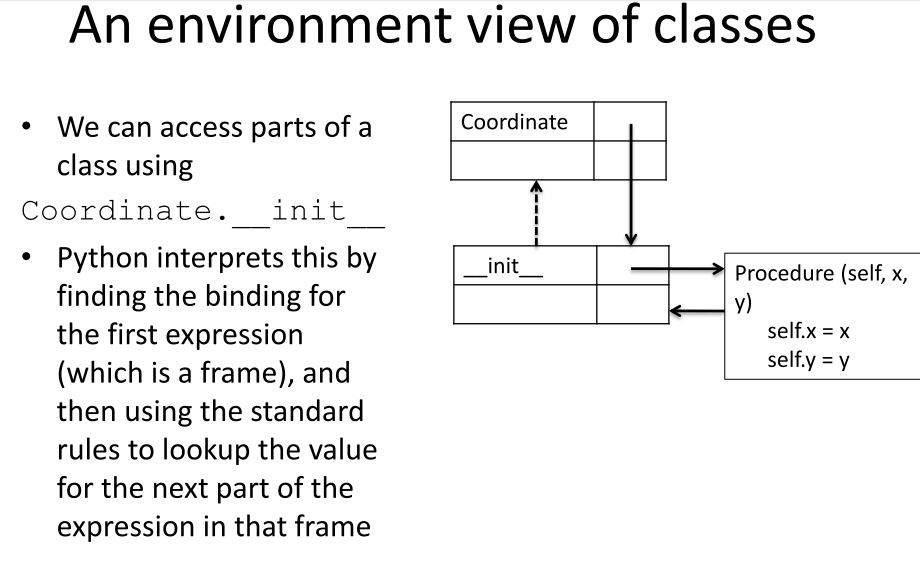 An environment view of classes
• We can access parts of a
class using
Coordinate.__init__
• Python interprets this by
finding the binding for
the first expression
(which is a frame), and
then using the standard
rules to lookup the value
for the next part of the
expression in that frame
Coordinate
__init__
Procedure (self, x,
y)
self.x = x
self.y = y